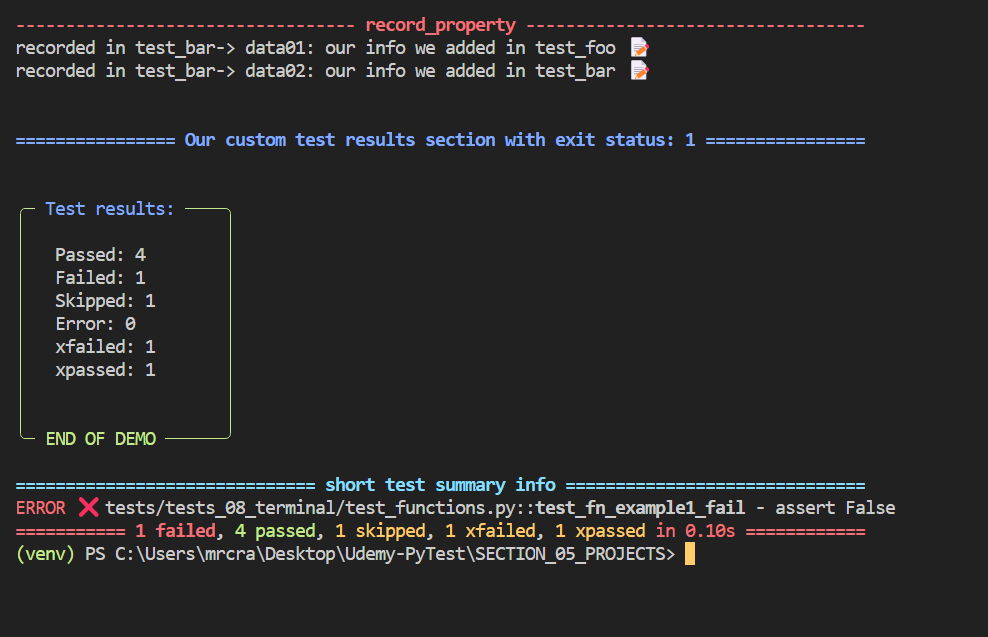 ---------------------------------- record_property ----------------------------------
recorded in test_bar-> data01: our info we added in test_foo 📝
recorded in test_bar-> data02: our info we added in test_bar 📝
================ Our custom test results section with exit status: 1 ================
Test results:
Passed: 4
Failed: 1
Skipped: 1
Error: 0
xfailed: 1
xpassed: 1
END OF DEMO
============================== short test summary info ==============================
ERROR ❌ tests/tests_08_terminal/test_functions.py::test_fn_example1_fail - assert False
=========== 1 failed, 4 passed, 1 skipped, 1 xfailed, 1 xpassed in 0.10s ============
(venv) PS C:\Users\mrcra\Desktop\Udemy-PyTest\SECTION_05_PROJECTS>